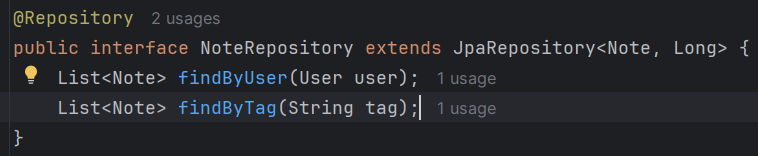 @Repository 2 usages
public interface NoteRepository extends JpaRepository<Note, Long> {
List<Note> findByUser(User user); 1 usage
List<Note> findByTag(String tag); 1 usage
}